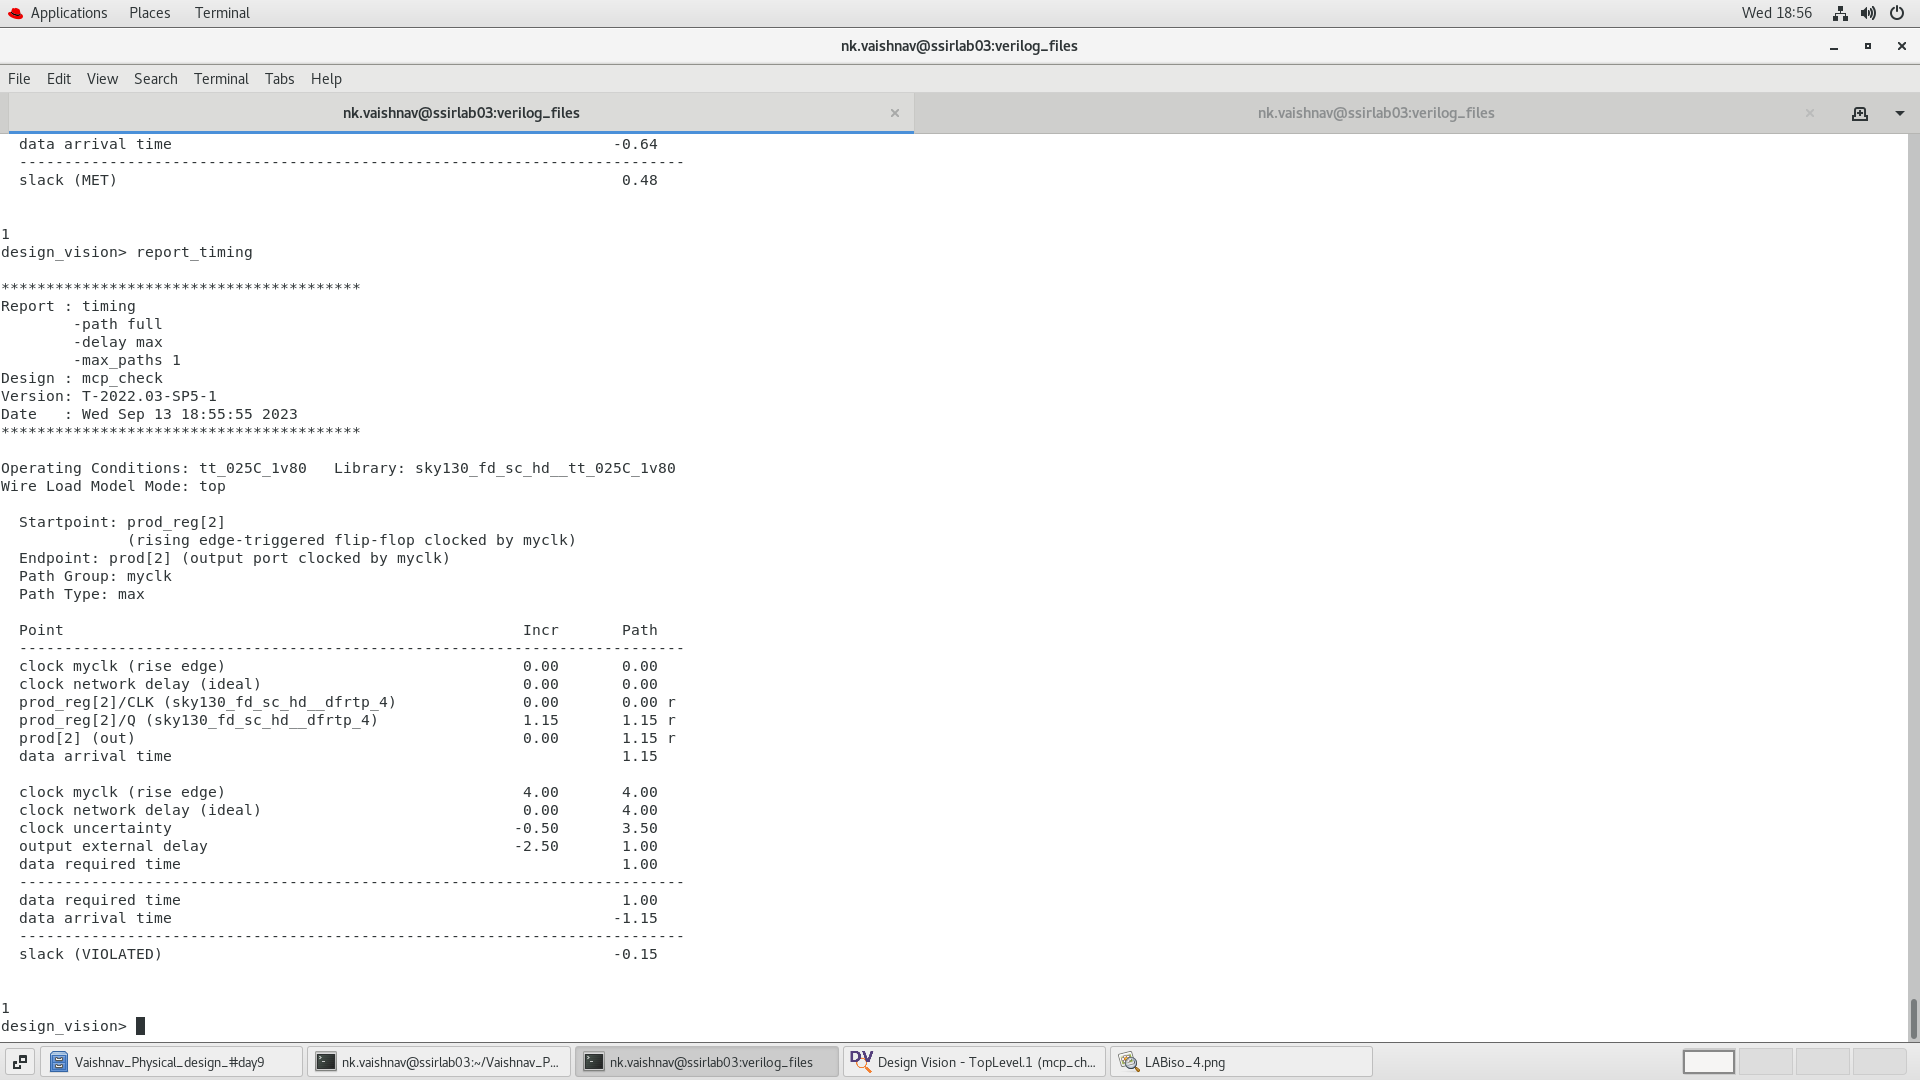 Applications Places Terminal Wed 18:56
nk.vaishnav@ssirlab03:verilog_files
File Edit View Search Terminal Tabs Help
nk.vaishnav@ssirlab03:verilog_files × nk.vaishnav@ssirlab03:verilog_files ×
  data arrival time                                                 -0.64
  --------------------------------------------------------------------------
  slack (MET)                                                        0.48
1
design_vision> report_timing
****************************************
Report : timing
        -path full
        -delay max
        -max_paths 1
Design : mcp_check
Version: T-2022.03-SP5-1
Date   : Wed Sep 13 18:55:55 2023
****************************************
Operating Conditions: tt_025C_1v80   Library: sky130_fd_sc_hd__tt_025C_1v80
Wire Load Model Mode: top
  Startpoint: prod_reg[2]
              (rising edge-triggered flip-flop clocked by myclk)
  Endpoint: prod[2] (output port clocked by myclk)
  Path Group: myclk
  Path Type: max
  Point                                                   Incr       Path
  --------------------------------------------------------------------------
  clock myclk (rise edge)                                 0.00       0.00
  clock network delay (ideal)                             0.00       0.00
  prod_reg[2]/CLK (sky130_fd_sc_hd__dfrtp_4)              0.00       0.00 r
  prod_reg[2]/Q (sky130_fd_sc_hd__dfrtp_4)                1.15       1.15 r
  prod[2] (out)                                           0.00       1.15 r
  data arrival time                                                  1.15
  clock myclk (rise edge)                                 4.00       4.00
  clock network delay (ideal)                             0.00       4.00
  clock uncertainty                                      -0.50       3.50
  output external delay                                  -2.50       1.00
  data required time                                                 1.00
  --------------------------------------------------------------------------
  data required time                                                 1.00
  data arrival time                                                 -1.15
  --------------------------------------------------------------------------
  slack (VIOLATED)                                                  -0.15
1
design_vision>
Vaishnav_Physical_design_#day9 nk.vaishnav@ssirlab03:~/Vaishnav_P... nk.vaishnav@ssirlab03:verilog_files DV Design Vision - TopLevel.1 (mcp_ch... LABiso_4.png